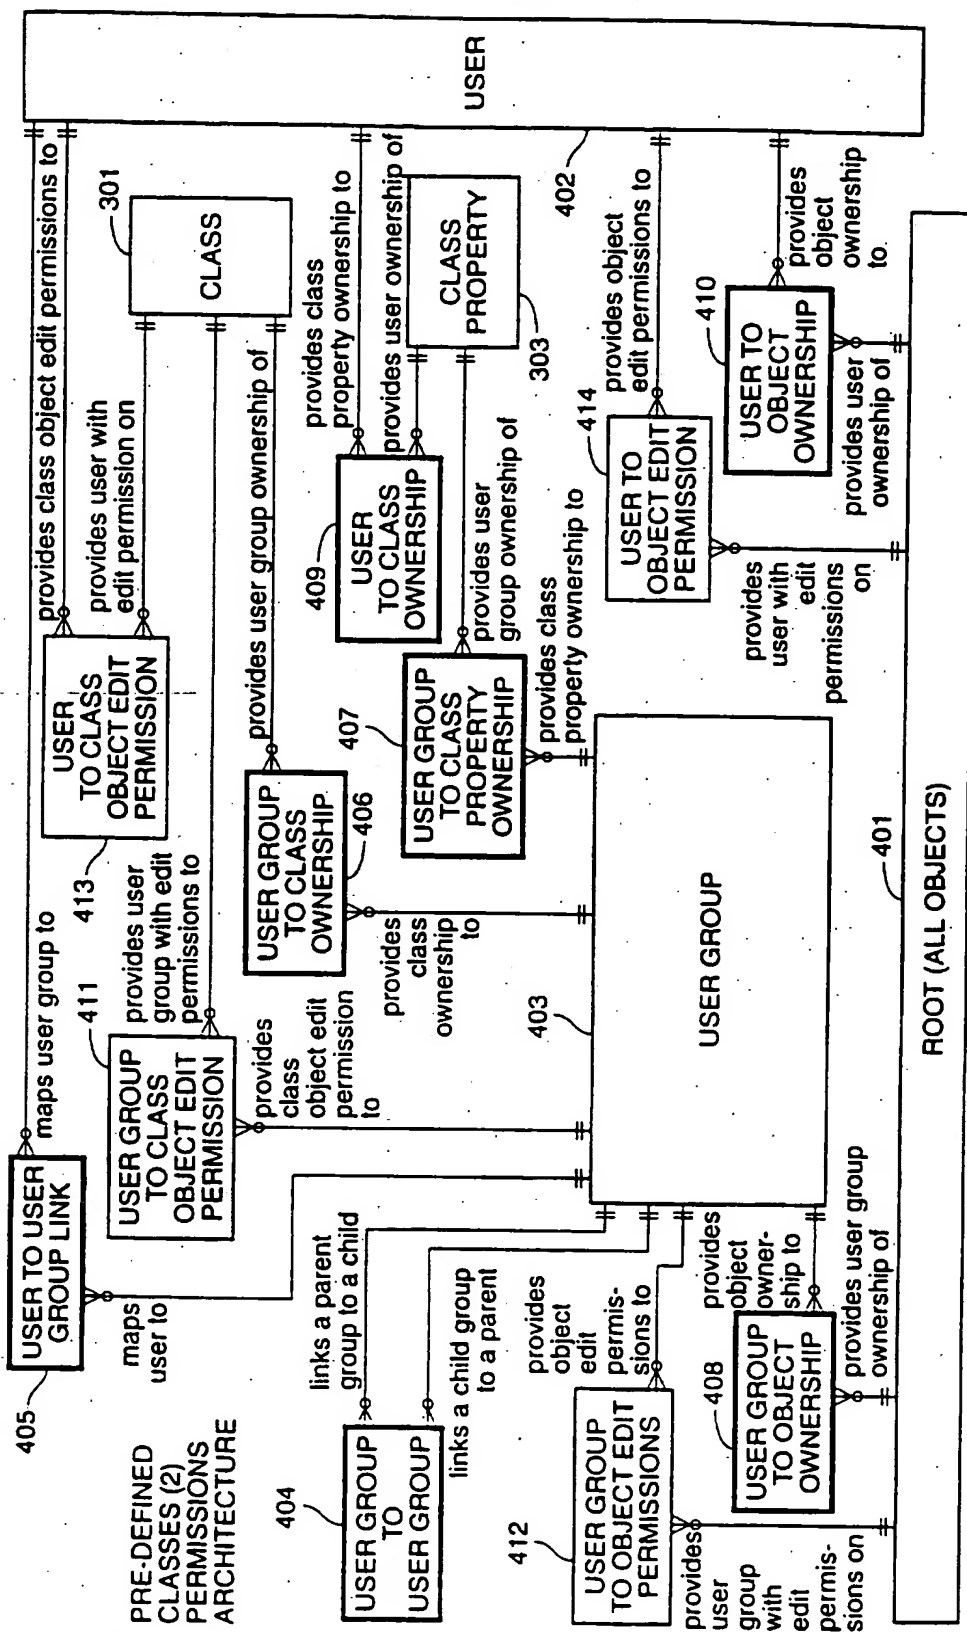 PRE-DEFINED
CLASSES (2)
PERMISSIONS
ARCHITECTURE
405
USER TO USER
GROUP LINK
maps user group to
maps
user to
413
USER
TO CLASS
OBJECT EDIT
PERMISSION
provides class object edit permissions to
provides user with
edit permission on
301
CLASS
USER
402
411
USER GROUP
TO CLASS
OBJECT EDIT
PERMISSION
provides user
group with edit
permissions to
provides
class
object edit
permission
to
USER GROUP
TO CLASS
OWNERSHIP
406
provides user group ownership of
provides
class
ownership
to
409
USER
TO CLASS
OWNERSHIP
provides class
property ownership to
provides user ownership of
CLASS
PROPERTY
303
407
USER GROUP
TO CLASS
PROPERTY
OWNERSHIP
provides user
group ownership of
provides class
property ownership to
404
USER GROUP
TO
USER GROUP
links a parent
group to a child
links a child group
to a parent
403
USER GROUP
414
USER TO
OBJECT EDIT
PERMISSION
provides object
edit permissions to
provides
user with edit
permissions
on
410
USER TO
OBJECT
OWNERSHIP
provides
object
ownership
to
provides user
ownership of
412
USER GROUP
TO OBJECT EDIT
PERMISSIONS
provides
object
edit
permis-
sions to
provides
user
group
with
edit
permis-
sions on
408
USER GROUP
TO OBJECT
OWNERSHIP
provides
object
owner-
ship to
provides user group
ownership of
401
ROOT (ALL OBJECTS)